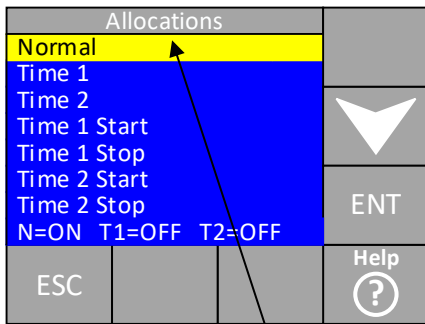 Allocations
Normal
Time 1
Time 2
Time 1 Start
Time 1 Stop
Time 2 Start
Time 2 Stop
N=ON T1=OFF T2=OFF
ENT
ESC
Help
?